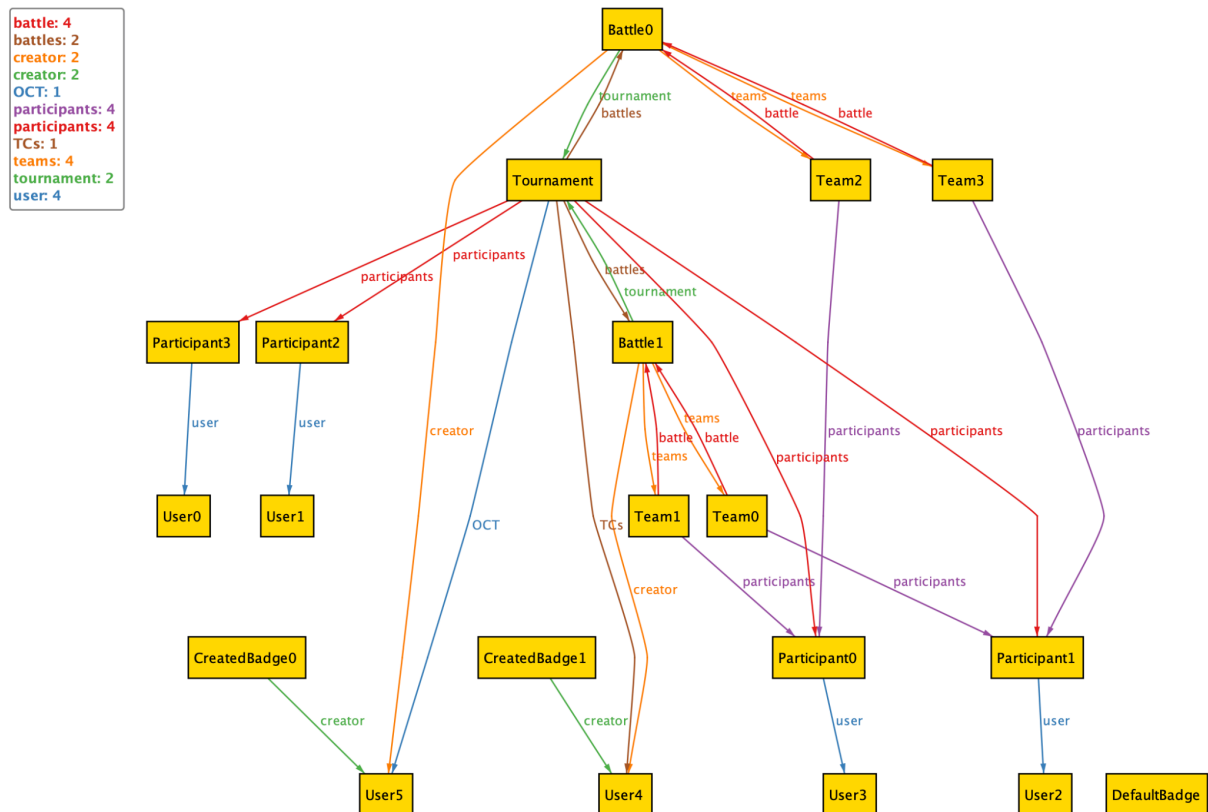 battle: 4
battles: 2
creator: 2
creator: 2
OCT: 1
participants: 4
participants: 4
TCs: 1
teams: 4
tournament: 2
user: 4
Battle0
tournament
teams
teams
battles
battle
battle
Tournament
Team2
Team3
participants
participants
battles
tournament
Participant3
Participant2
Battle1
user
user
creator
teams
battle
battle
teams
participants
participants
participants
participants
User0
User1
Team1
Team0
OCT
TCs
participants
participants
creator
CreatedBadge0
CreatedBadge1
Participant0
Participant1
creator
creator
user
user
User5
User4
User3
User2
DefaultBadge